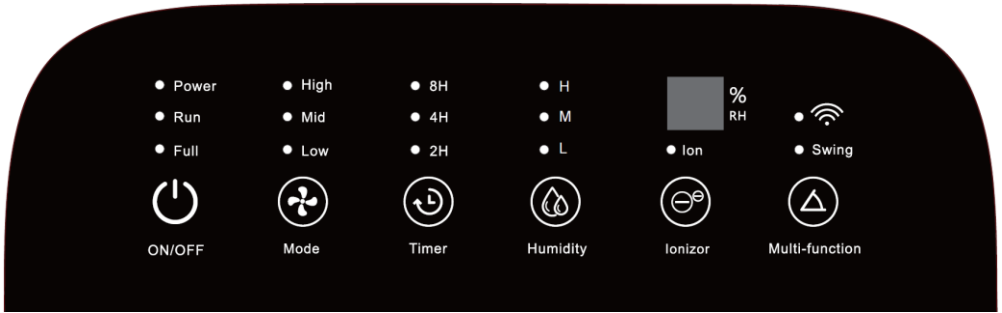 Power High 8H H %
RH
Run Mid 4H M
Full Low 2H L Ion Swing
ON/OFF Mode Timer Humidity Ionizor Multi-function